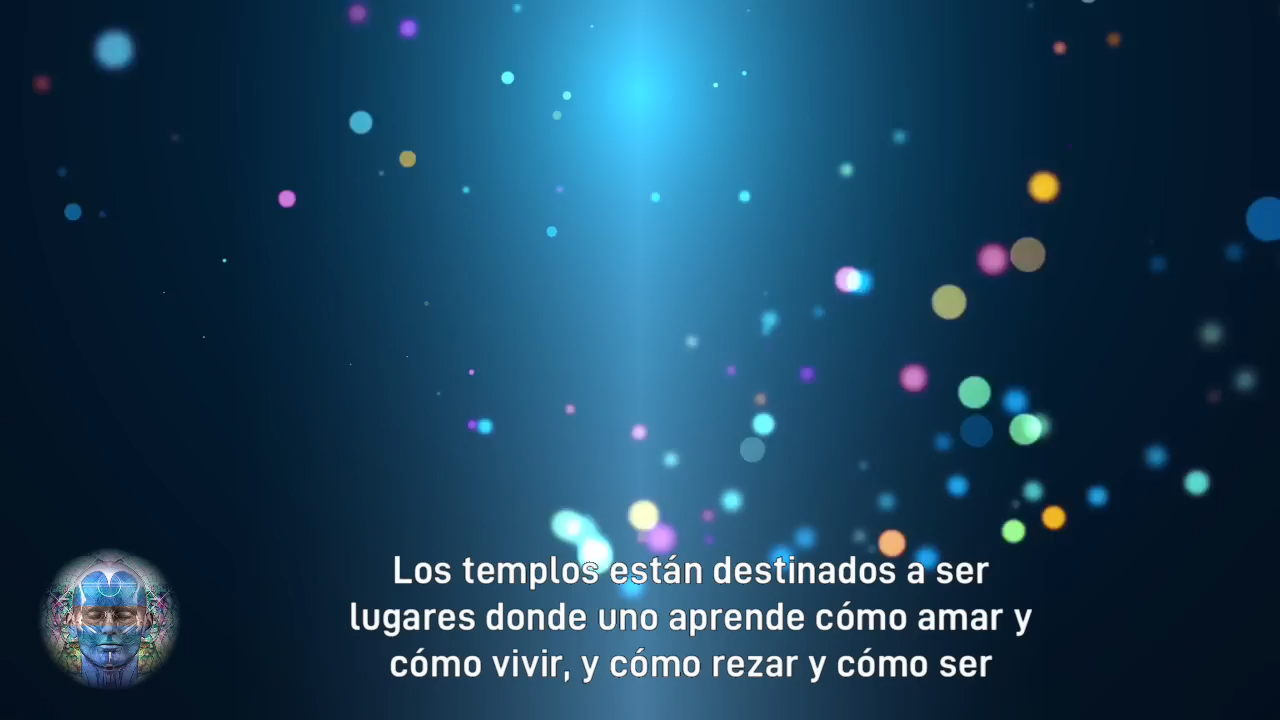 Los templos están destinados a ser
lugares donde uno aprende cómo amar y
cómo vivir, y cómo rezar y cómo ser